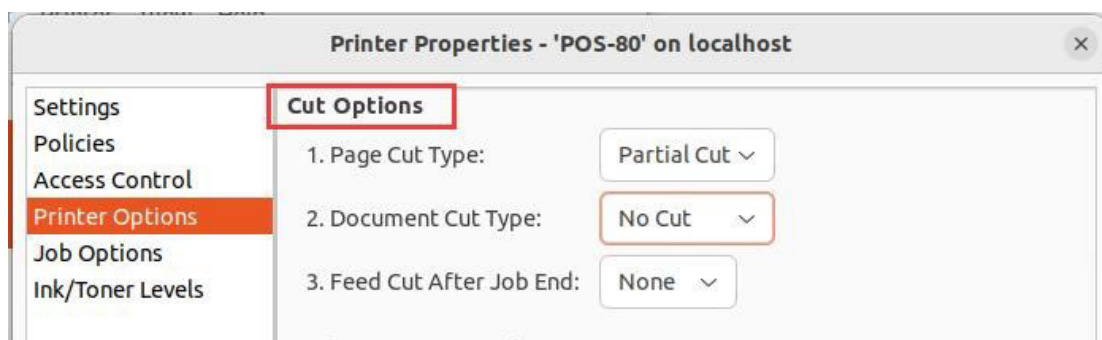 Printer Properties - 'POS-80' on localhost
Settings
Policies
Access Control
Printer Options
Job Options
Ink/Toner Levels
Cut Options
1. Page Cut Type: Partial Cut
2. Document Cut Type: No Cut
3. Feed Cut After Job End: None